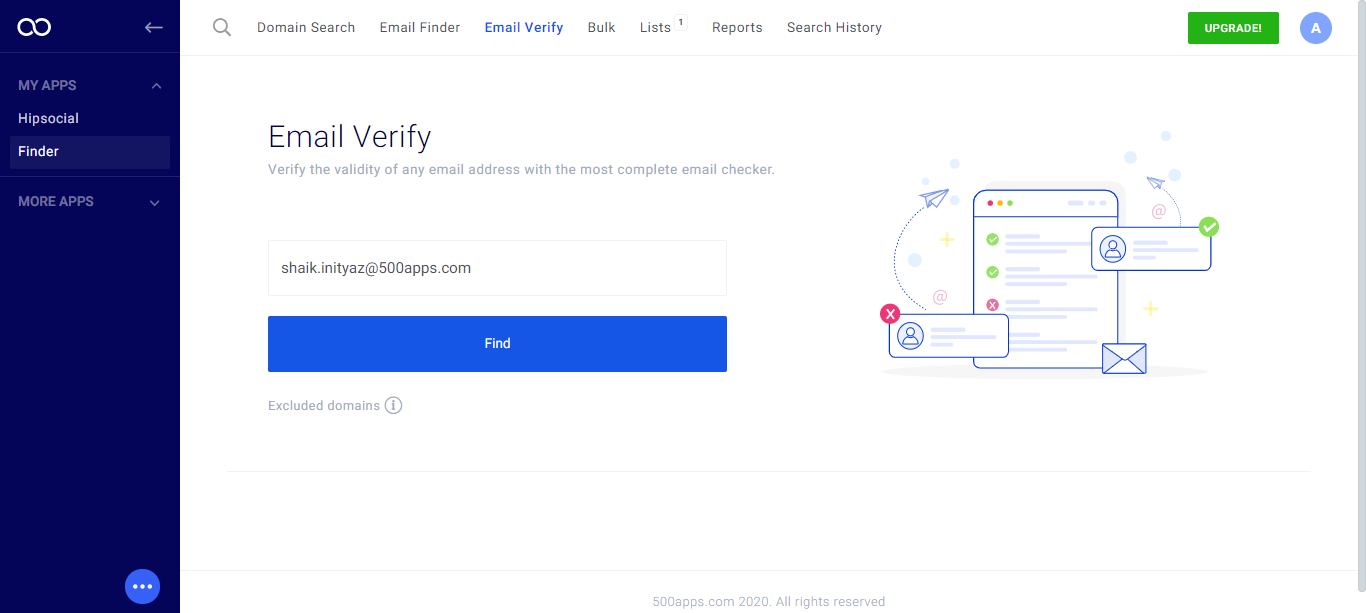 Domain Search Email Finder Email Verify Bulk Lists 1 Reports Search History UPGRADE! A
MY APPS
Hipsocial
Finder
MORE APPS
Email Verify
Verify the validity of any email address with the most complete email checker.
shaik.inityaz@500apps.com
Find
Excluded domains i
@
@
X
X
500apps.com 2020. All rights reserved